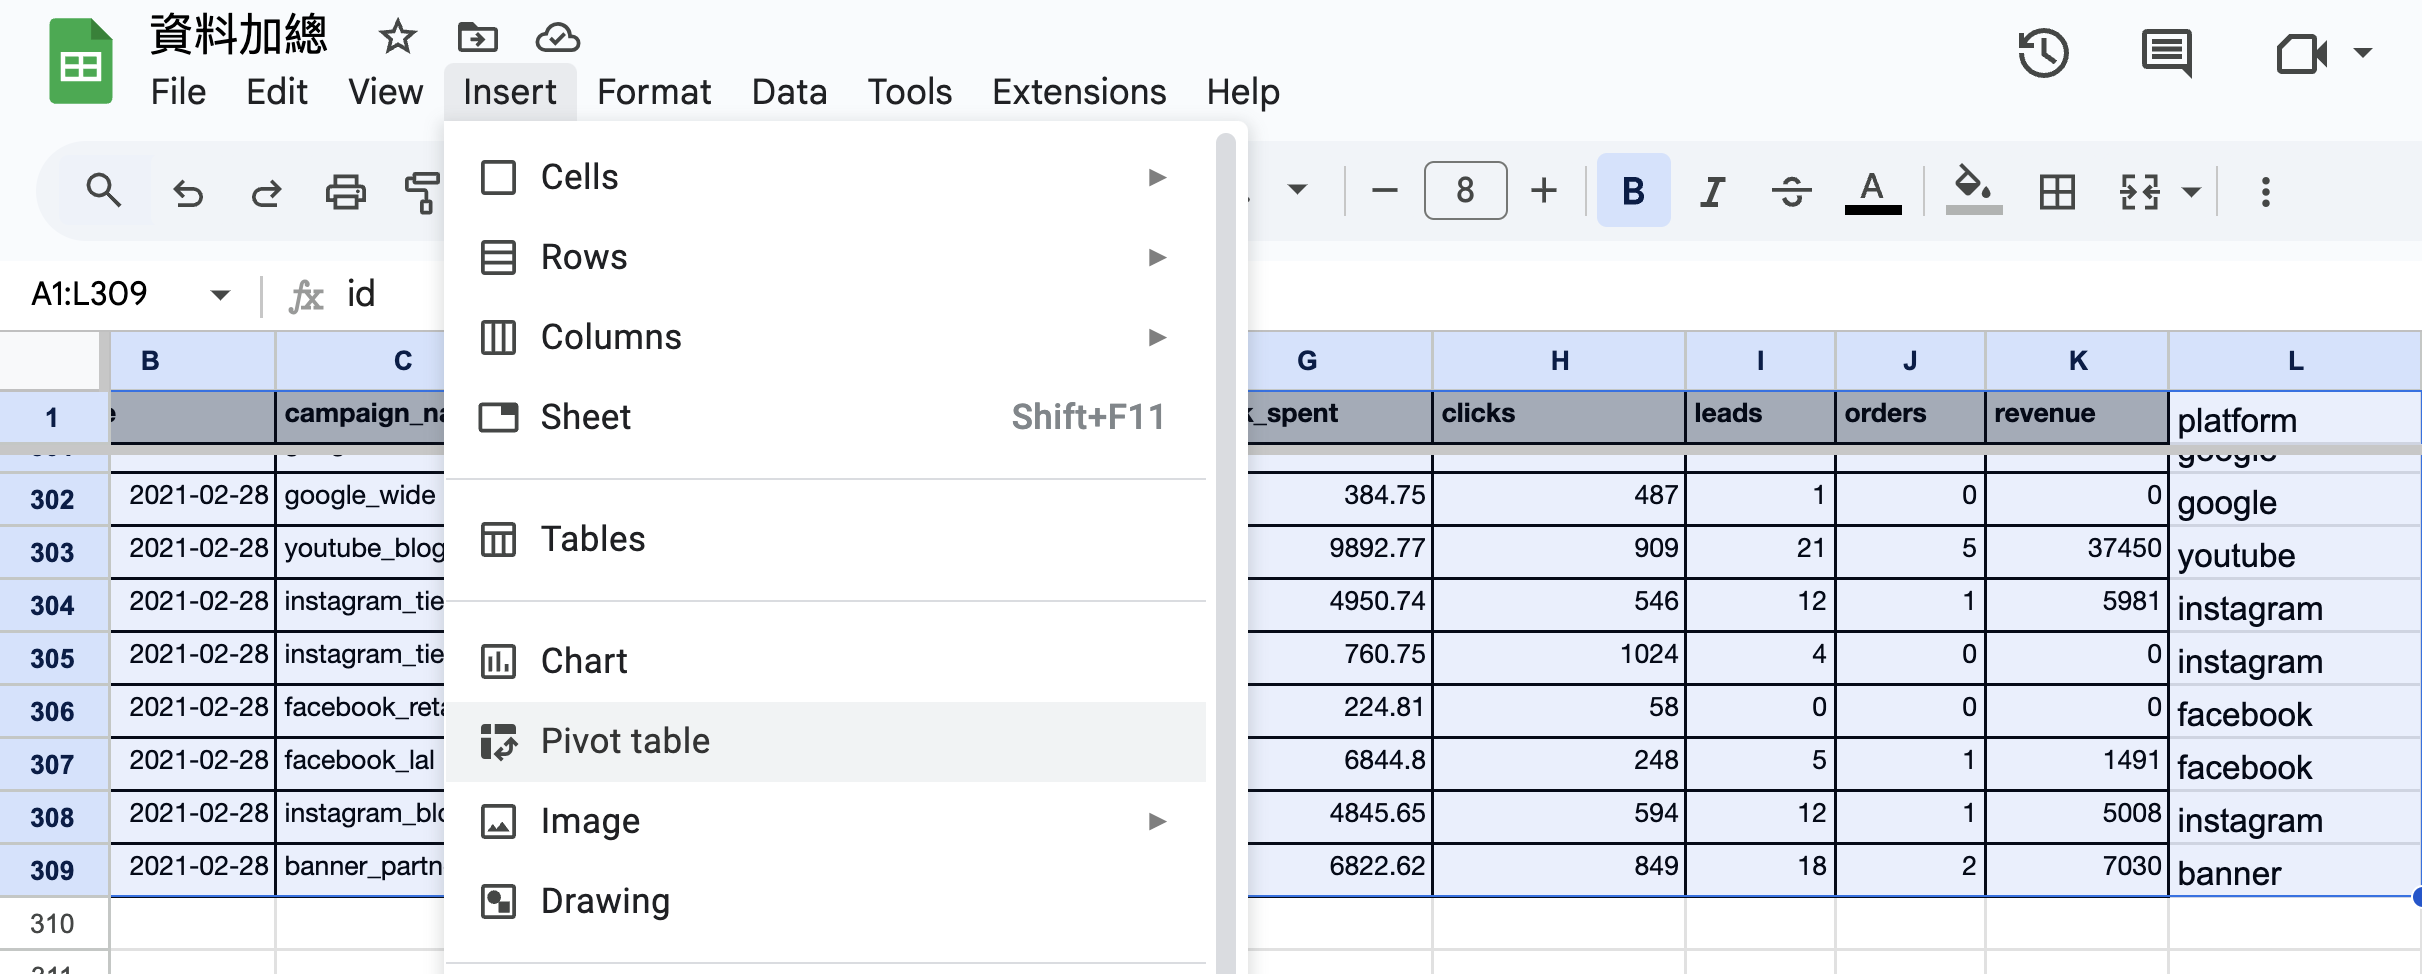 資料加總
File Edit View Insert Format Data Tools Extensions Help
8 B I A
A1:L309 fx id
Cells
Rows
Columns
Sheet Shift+F11
Tables
Chart
Pivot table
Image
Drawing
B C G H I J K L
1 campaign_na _spent clicks leads orders revenue platform
google
302 2021-02-28 google_wide 384.75 487 1 0 0 google
303 2021-02-28 youtube_blog 9892.77 909 21 5 37450 youtube
304 2021-02-28 instagram_tie 4950.74 546 12 1 5981 instagram
305 2021-02-28 instagram_tie 760.75 1024 4 0 0 instagram
306 2021-02-28 facebook_reta 224.81 58 0 0 0 facebook
307 2021-02-28 facebook_lal 6844.8 248 5 1 1491 facebook
308 2021-02-28 instagram_blo 4845.65 594 12 1 5008 instagram
309 2021-02-28 banner_partn 6822.62 849 18 2 7030 banner
310
311